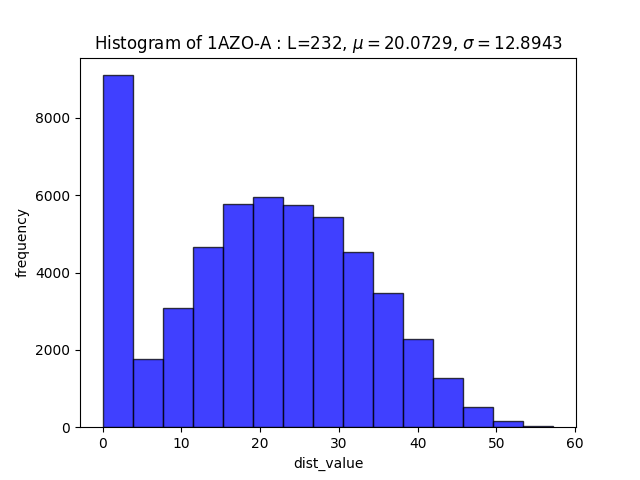 Histogram of 1AZO-A : L=232, μ = 20.0729, σ = 12.8943
8000
6000
4000
2000
0
frequency
0 10 20 30 40 50 60
dist_value